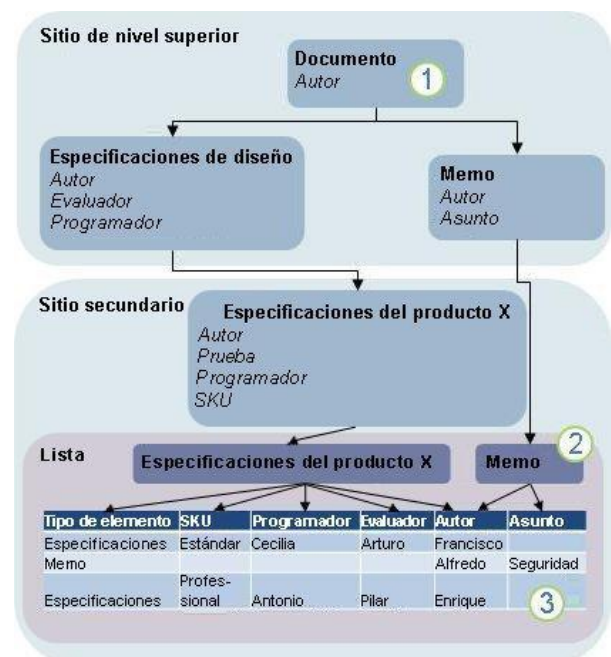 Sitio de nivel superior
Documento
Autor
1
Especificaciones de diseño
Autor
Evaluador
Programador
Memo
Autor
Asunto
Sitio secundario
Especificaciones del producto X
Autor
Prueba
Programador
SKU
Lista
2
Especificaciones del producto X
Memo
Tipo de elemento SKU Programador Evaluador Autor Asunto
Especificaciones Estándar Cecilia Arturo Francisco
Memo Alfredo Seguridad
Profes-
Especificaciones sional Antonio Pilar Enrique
3